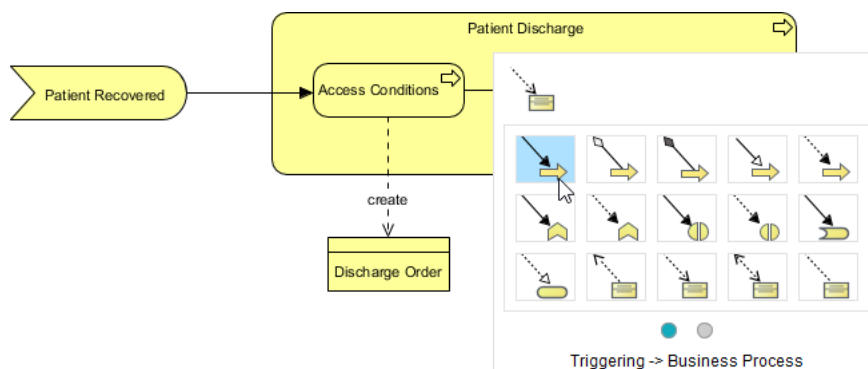 Patient Discharge
Patient Recovered
Access Conditions
create
Discharge Order
Triggering -> Business Process